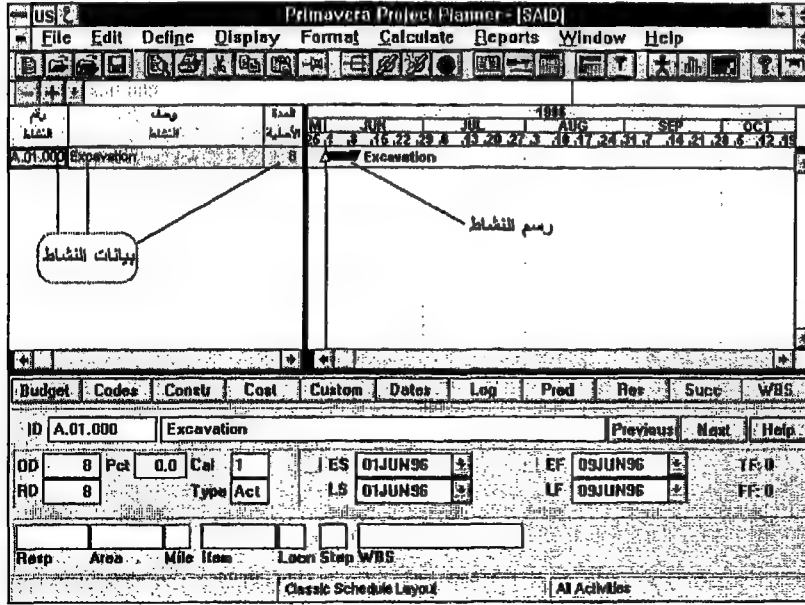 US
Primavera Project Planner - [SAID]
File Edit Define Display Format Calculate Reports Window Help
رقم النشاط
وصف النشاط
المدة الأصلية
1996
JUN JUL AUG SEP OCT
A.01.000 Excavation 8
Excavation
بيانات النشاط
رسم النشاط
Budget Codes Constr Cost Custom Dates Log Pred Res Succ WBS
ID A.01.000 Excavation Previous Next Help
OD 8 Pct 0.0 Cal 1 ES 01JUN96 EF 09JUN96 TF: 0
RD 8 Type Act LS 01JUN96 LF 09JUN96 FF: 0
Resp Area Mile Item Locn Step WBS
Classic Schedule Layout All Activities